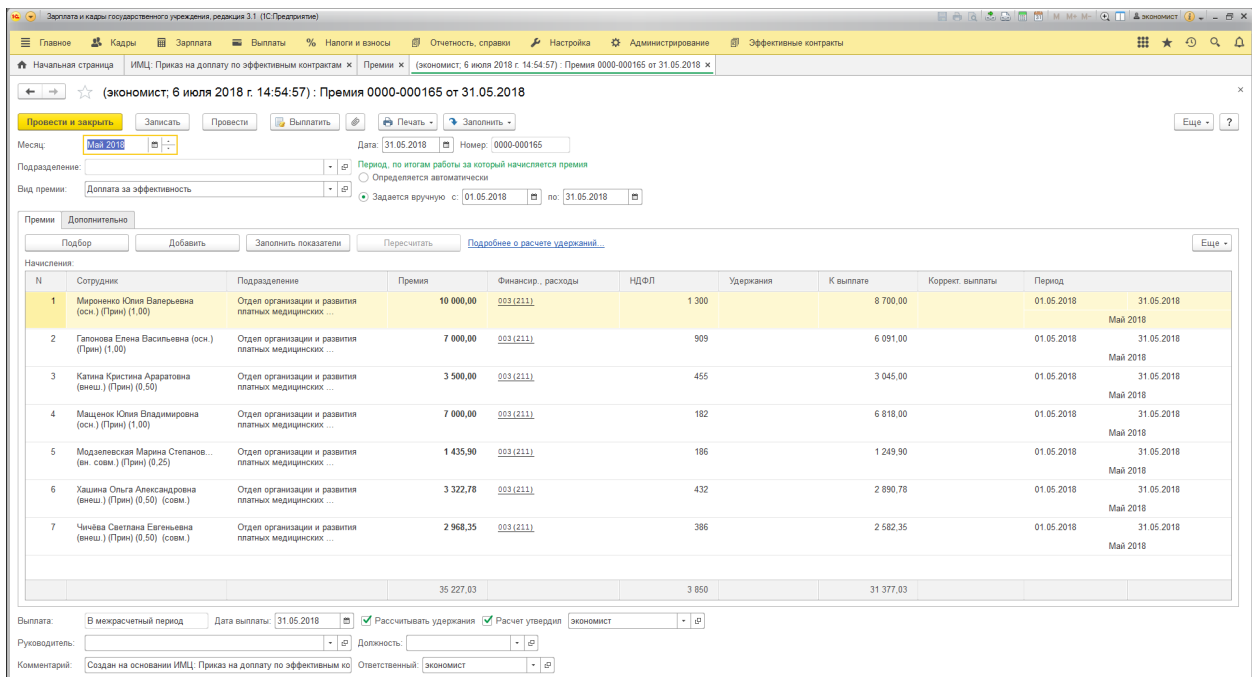 Зарплата и кадры государственного учреждения, редакция 3.1 (1С:Предприятие)
M M+ M- экономист
Главное Кадры Зарплата Выплаты % Налоги и взносы Отчетность, справки Настройка Администрирование Эффективные контракты
Начальная страница ИМЦ: Приказ на доплату по эффективным контрактам × Премии × (экономист; 6 июля 2018 г. 14:54:57) : Премия 0000-000165 от 31.05.2018 ×
(экономист; 6 июля 2018 г. 14:54:57) : Премия 0000-000165 от 31.05.2018
Провести и закрыть Записать Провести Выплатить Печать Заполнить Еще ?
Месяц: Май 2018 Дата: 31.05.2018 Номер: 0000-000165
Подразделение: Период, по итогам работы за который начисляется премия
Определяется автоматически
Вид премии: Доплата за эффективность
Задается вручную с: 01.05.2018 по: 31.05.2018
Премии Дополнительно
Подбор Добавить Заполнить показатели Пересчитать Подробнее о расчете удержаний... Еще
Начисления:
N Сотрудник Подразделение Премия Финансир., расходы НДФЛ Удержания К выплате Коррект. выплаты Период
1 Мироненко Юлия Валерьевна Отдел организации и развития 10 000,00 003 (211) 1 300 8 700,00 01.05.2018 31.05.2018
(осн.) (Прин) (1,00) платных медицинских ...
Май 2018
2 Гапонова Елена Васильевна (осн.) Отдел организации и развития 7 000,00 003 (211) 909 6 091,00 01.05.2018 31.05.2018
(Прин) (1,00) платных медицинских ...
Май 2018
3 Катина Кристина Араратовна Отдел организации и развития 3 500,00 003 (211) 455 3 045,00 01.05.2018 31.05.2018
(внеш.) (Прин) (0,50) платных медицинских ...
Май 2018
4 Мащенок Юлия Владимировна Отдел организации и развития 7 000,00 003 (211) 182 6 818,00 01.05.2018 31.05.2018
(осн.) (Прин) (1,00) платных медицинских ...
Май 2018
5 Модзелевская Марина Степанов... Отдел организации и развития 1 435,90 003 (211) 186 1 249,90 01.05.2018 31.05.2018
(вн. совм.) (Прин) (0,25) платных медицинских ...
Май 2018
6 Хашина Ольга Александровна Отдел организации и развития 3 322,78 003 (211) 432 2 890,78 01.05.2018 31.05.2018
(внеш.) (Прин) (0,50) (совм.) платных медицинских ...
Май 2018
7 Чичёва Светлана Евгеньевна Отдел организации и развития 2 968,35 003 (211) 386 2 582,35 01.05.2018 31.05.2018
(внеш.) (Прин) (0,50) (совм.) платных медицинских ...
Май 2018
35 227,03 3 850 31 377,03
Выплата: В межрасчетный период Дата выплаты: 31.05.2018 Рассчитывать удержания Расчет утвердил экономист
Руководитель: Должность:
Комментарий: Создан на основании ИМЦ: Приказ на доплату по эффективным ко Ответственный: экономист